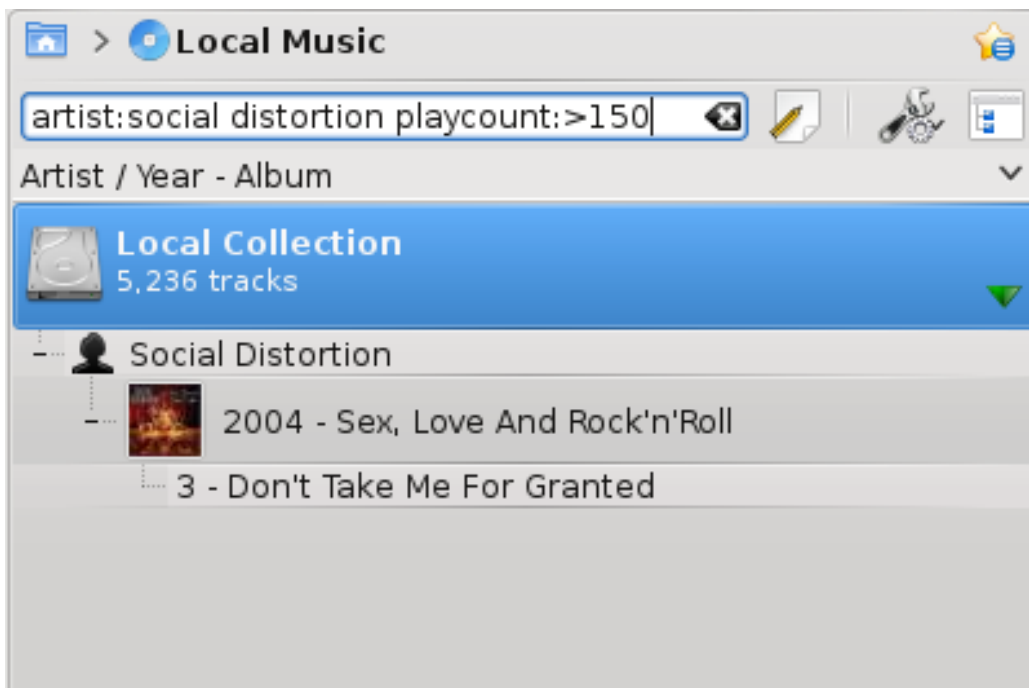 > Local Music
artist:social distortion playcount:>150
Artist / Year - Album
Local Collection
5,236 tracks
Social Distortion
2004 - Sex, Love And Rock'n'Roll
3 - Don't Take Me For Granted